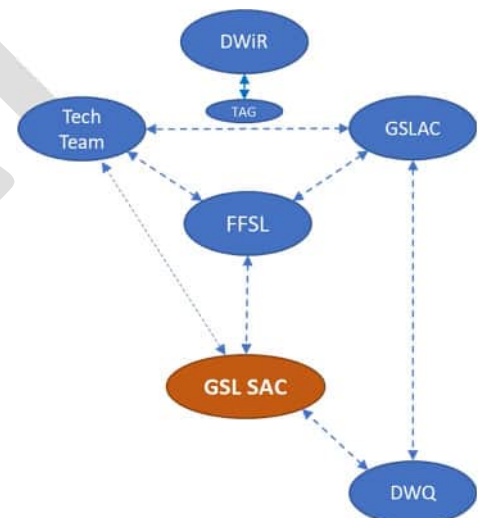 DWiR
TAG
Tech
Team
GSLAC
FFSL
GSL SAC
DWQ